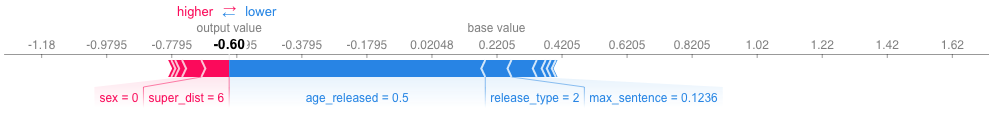 higher ⇄ lower
output value base value
-1.18 -0.9795 -0.7795 -0.6095 -0.3795 -0.1795 0.02048 0.2205 0.4205 0.6205 0.8205 1.02 1.22 1.42 1.62
sex = 0 super_dist = 6 age_released = 0.5 release_type = 2 max_sentence = 0.1236